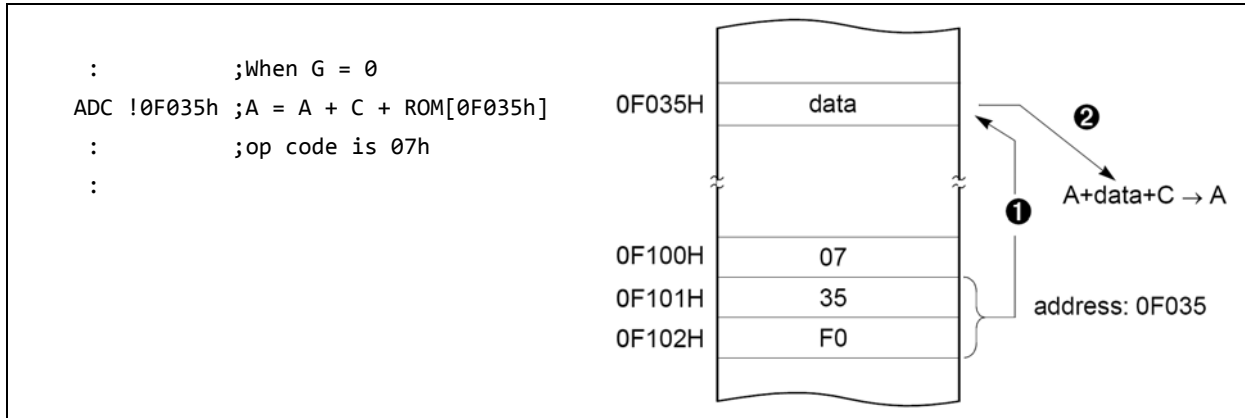 : ;When G = 0
ADC !0F035h ;A = A + C + ROM[0F035h]
: ;op code is 07h
:
0F035H data
❷
A+data+C → A
❶
0F100H 07
0F101H 35
address: 0F035
0F102H F0